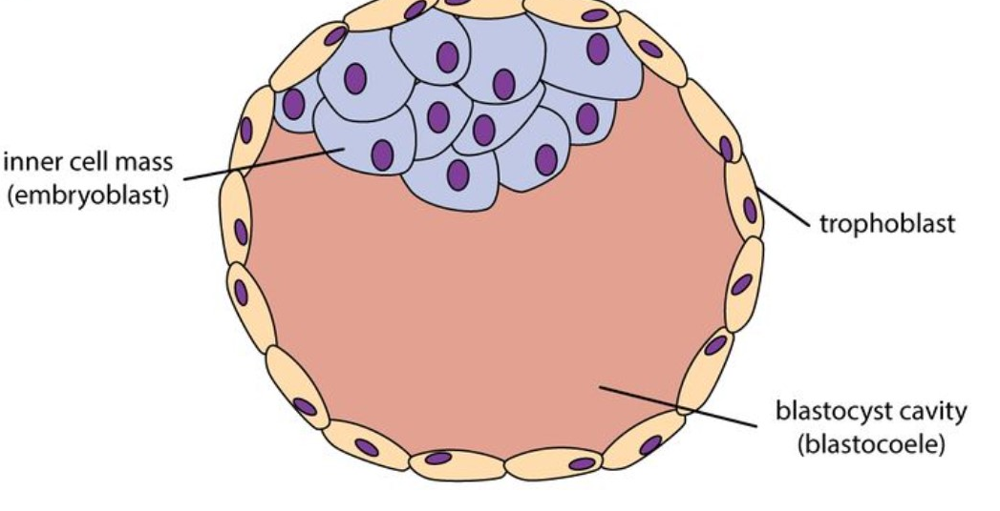 inner cell mass
(embryoblast)
trophoblast
blastocyst cavity
(blastocoele)